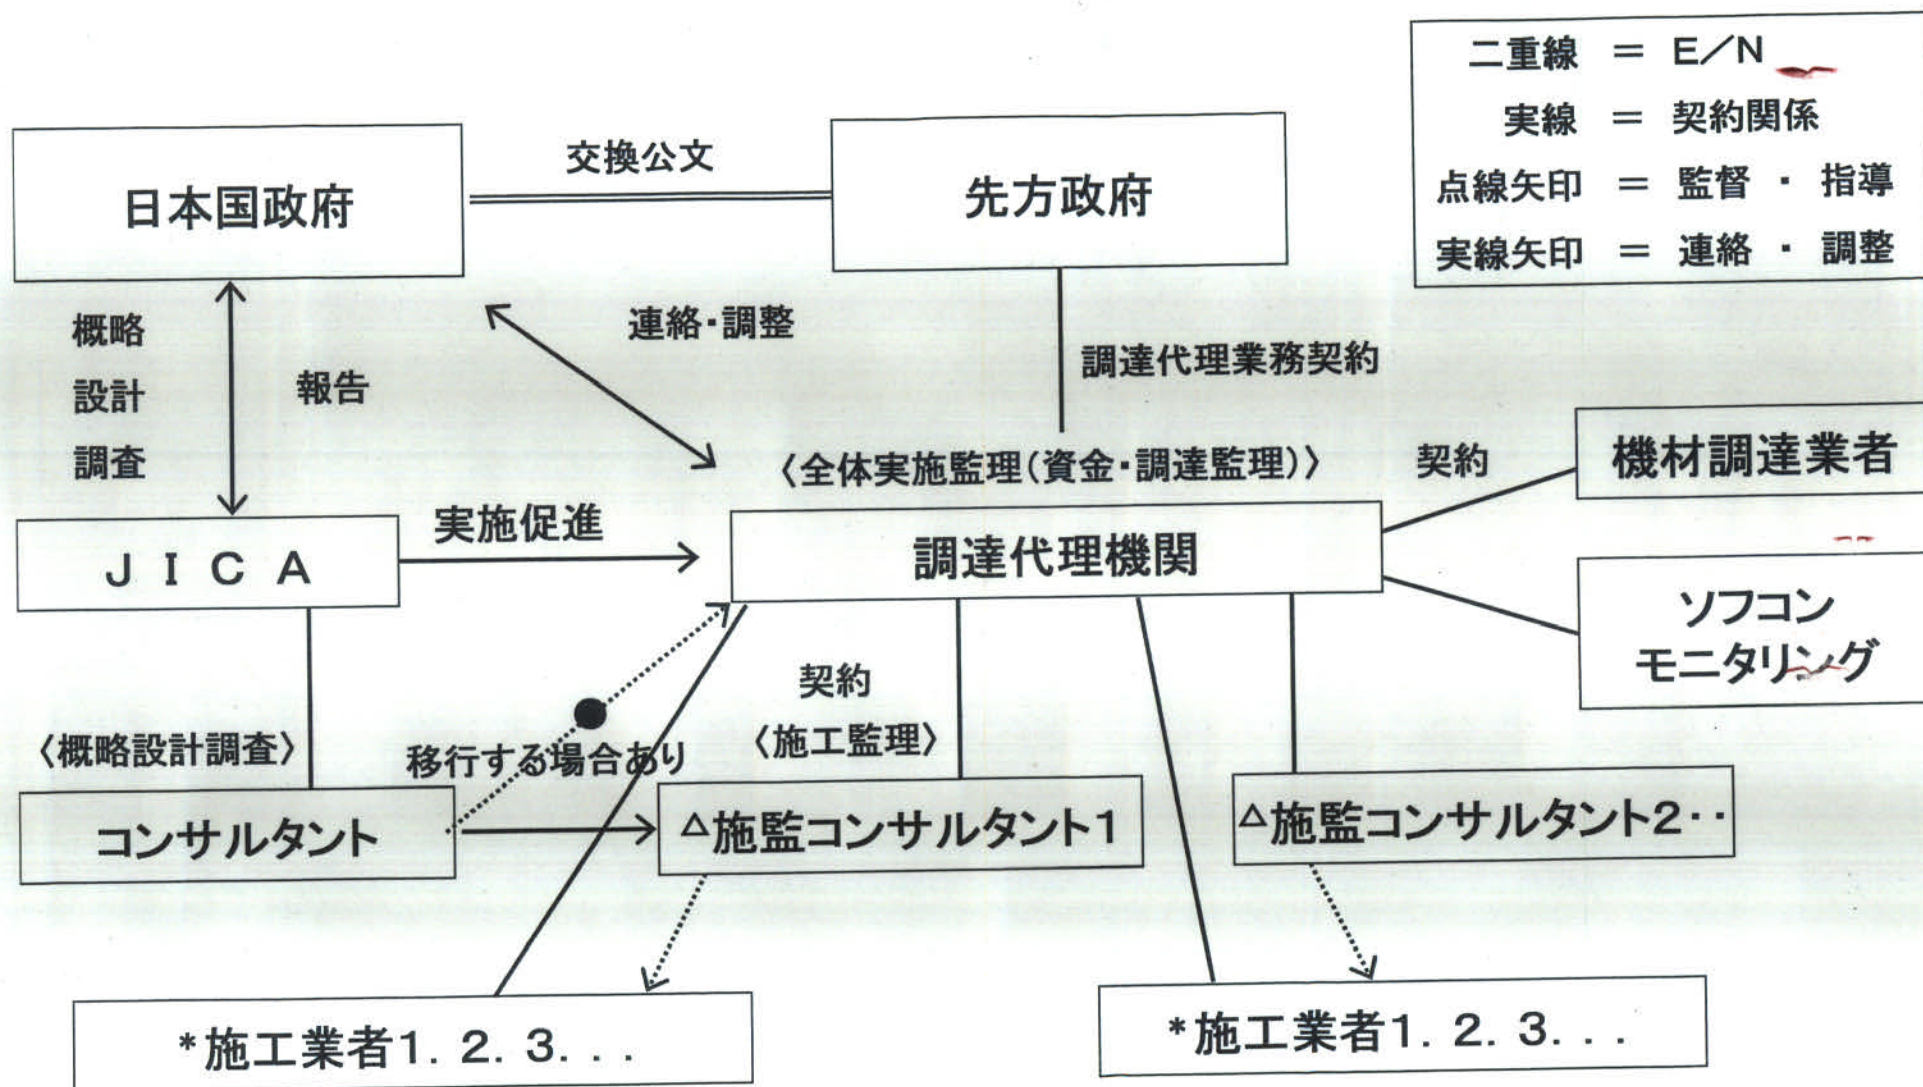 二重線 ＝ E／N
実線 ＝ 契約関係
点線矢印 ＝ 監督 ・ 指導
実線矢印 ＝ 連絡 ・ 調整
日本国政府
交換公文
先方政府
概略
設計
調査
報告
連絡・調整
調達代理業務契約
〈全体実施監理(資金・調達監理)〉
契約
機材調達業者
ＪＩＣＡ
実施促進
調達代理機関
ソフコン
モニタリング
〈概略設計調査〉
移行する場合あり
契約
〈施工監理〉
コンサルタント
△施監コンサルタント1
△施監コンサルタント2・・
*施工業者1. 2. 3. . .
*施工業者1. 2. 3. . .